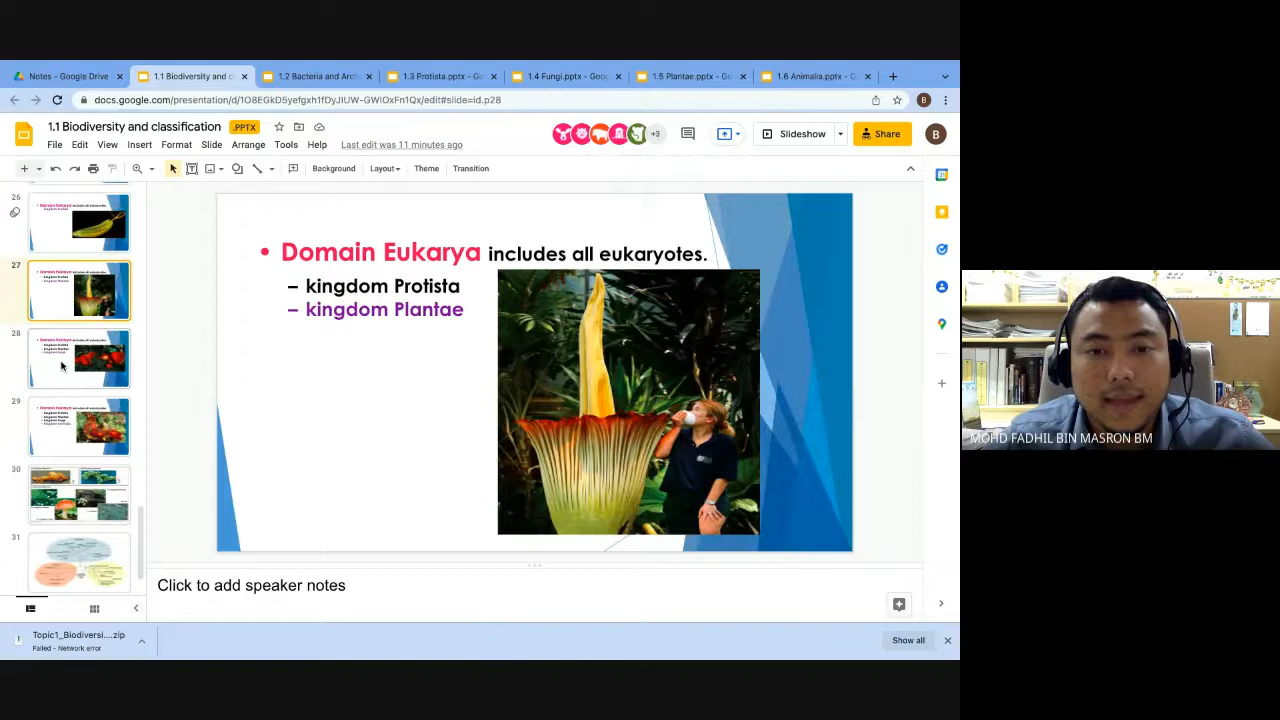 Notes - Google Drive
1.1 Biodiversity and c
1.2 Bacteria and Arch
1.3 Protista.pptx - Go
1.4 Fungi.pptx - Goog
1.5 Plantae.pptx - Go
1.6 Animalia.pptx - G
docs.google.com/presentation/d/1O8EGkD5yefgxh1fDyJIUW-GWIOxFn1Qx/edit#slide=id.p28
B
1.1 Biodiversity and classification .PPTX
+3
Slideshow
Share
B
File Edit View Insert Format Slide Arrange Tools Help Last edit was 11 minutes ago
Background Layout Theme Transition
26
27
28
29
30
31
• Domain Eukarya includes all eukaryotes.
– kingdom Protista
– kingdom Plantae
Click to add speaker notes
MOHD FADHIL BIN MASRON BM
Topic1_Biodiversi....zip
Failed - Network error
Show all